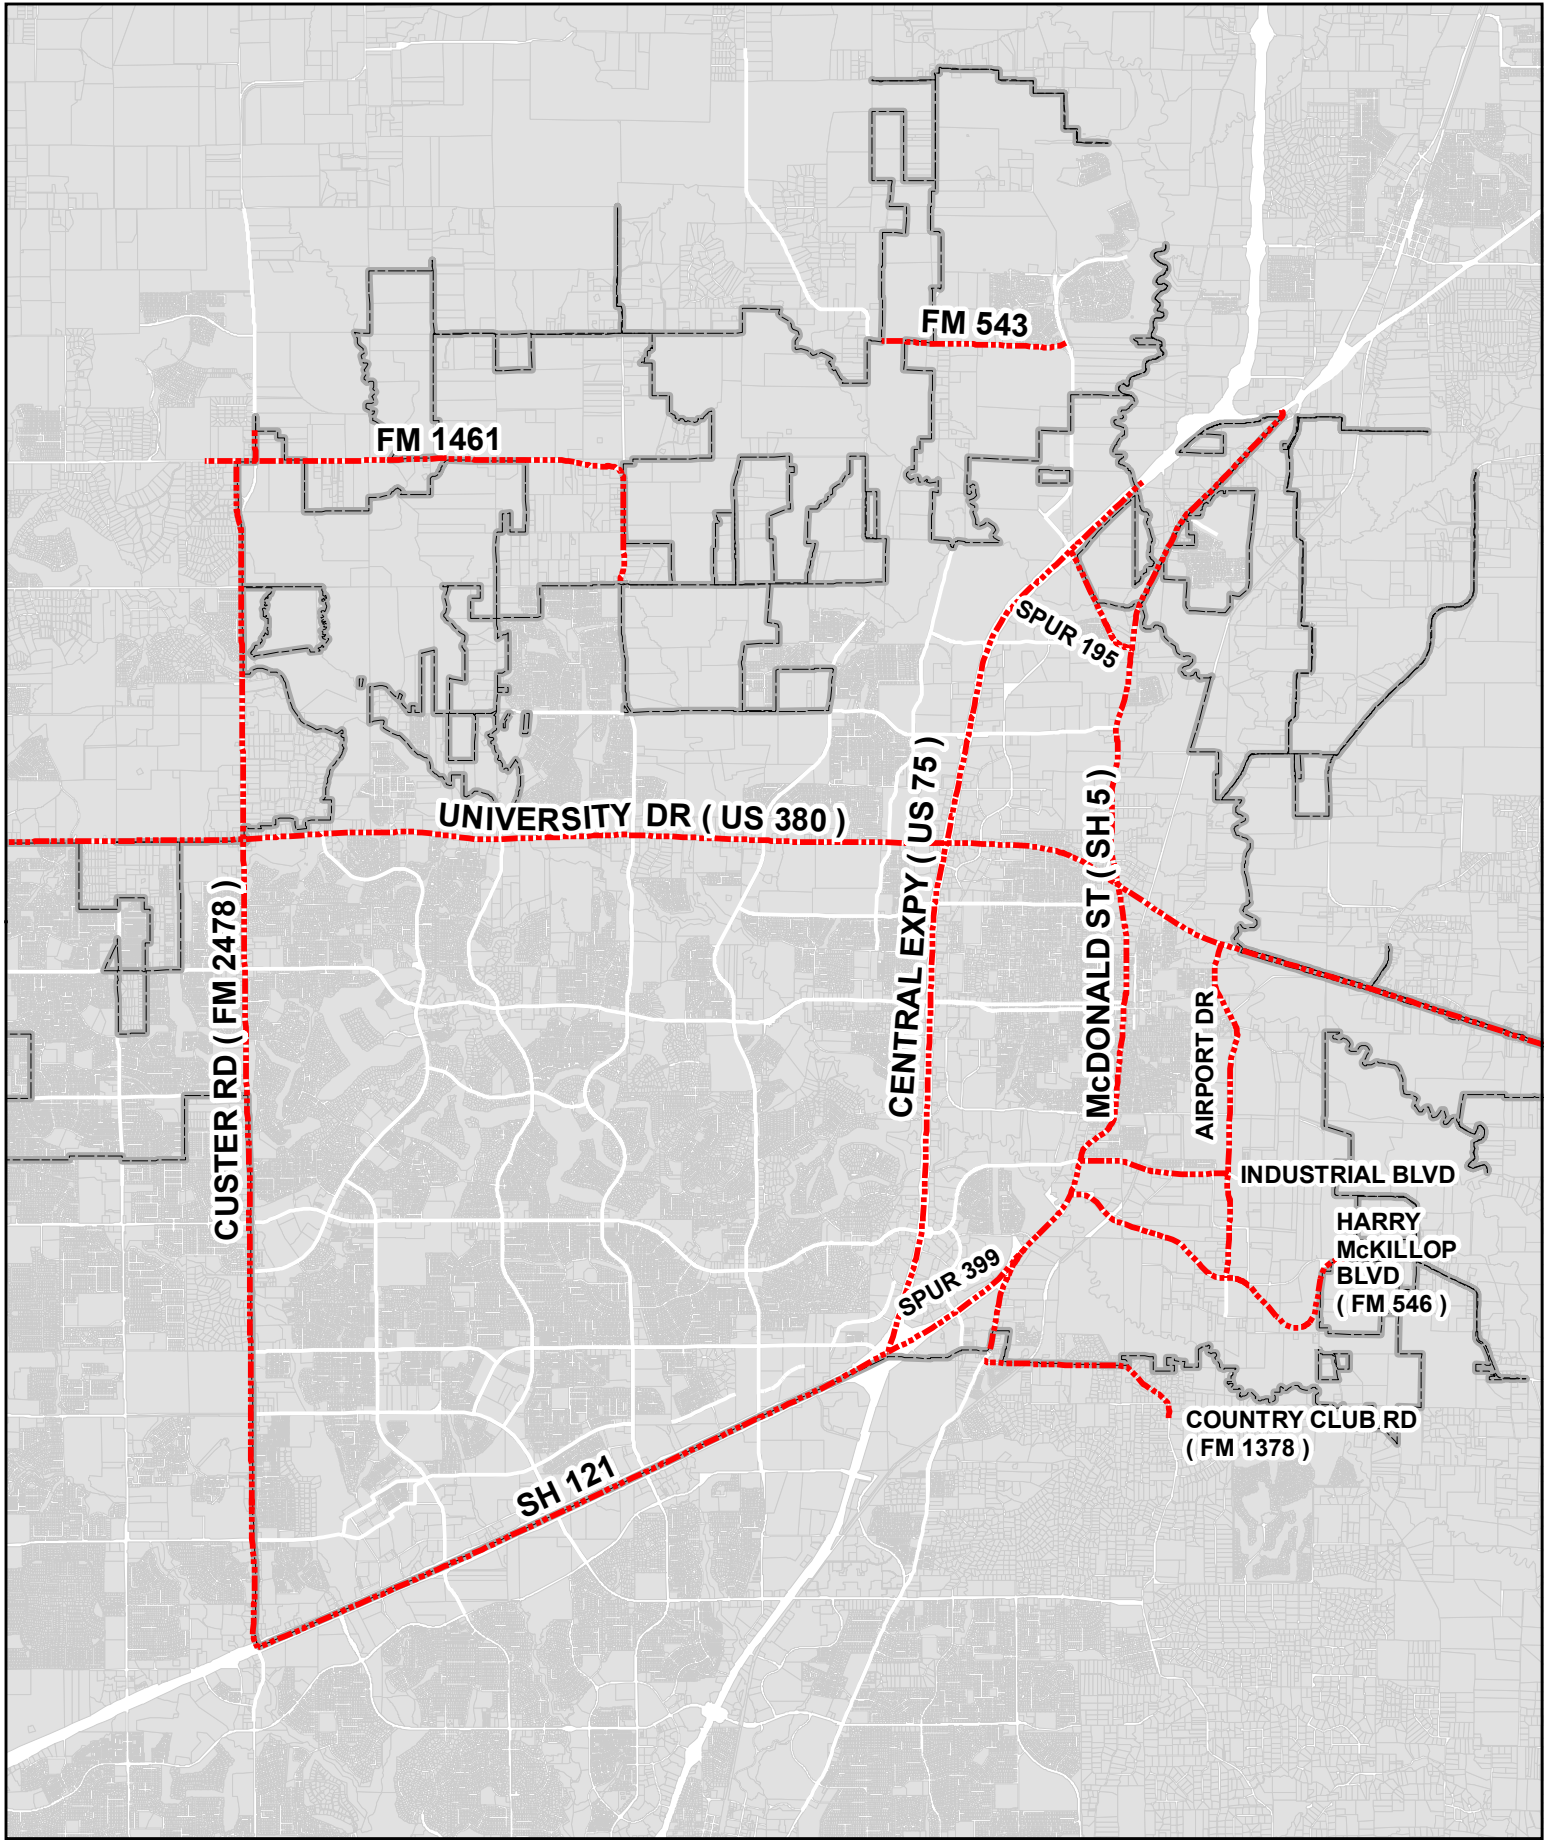 FM 543
FM 1461
SPUR 195
UNIVERSITY DR ( US 380 )
CENTRAL EXPY ( US 75 )
McDONALD ST ( SH 5 )
CUSTER RD ( FM 2478 )
AIRPORT DR
INDUSTRIAL BLVD
HARRY
McKILLOP
BLVD
( FM 546 )
SPUR 399
COUNTRY CLUB RD
( FM 1378 )
SH 121